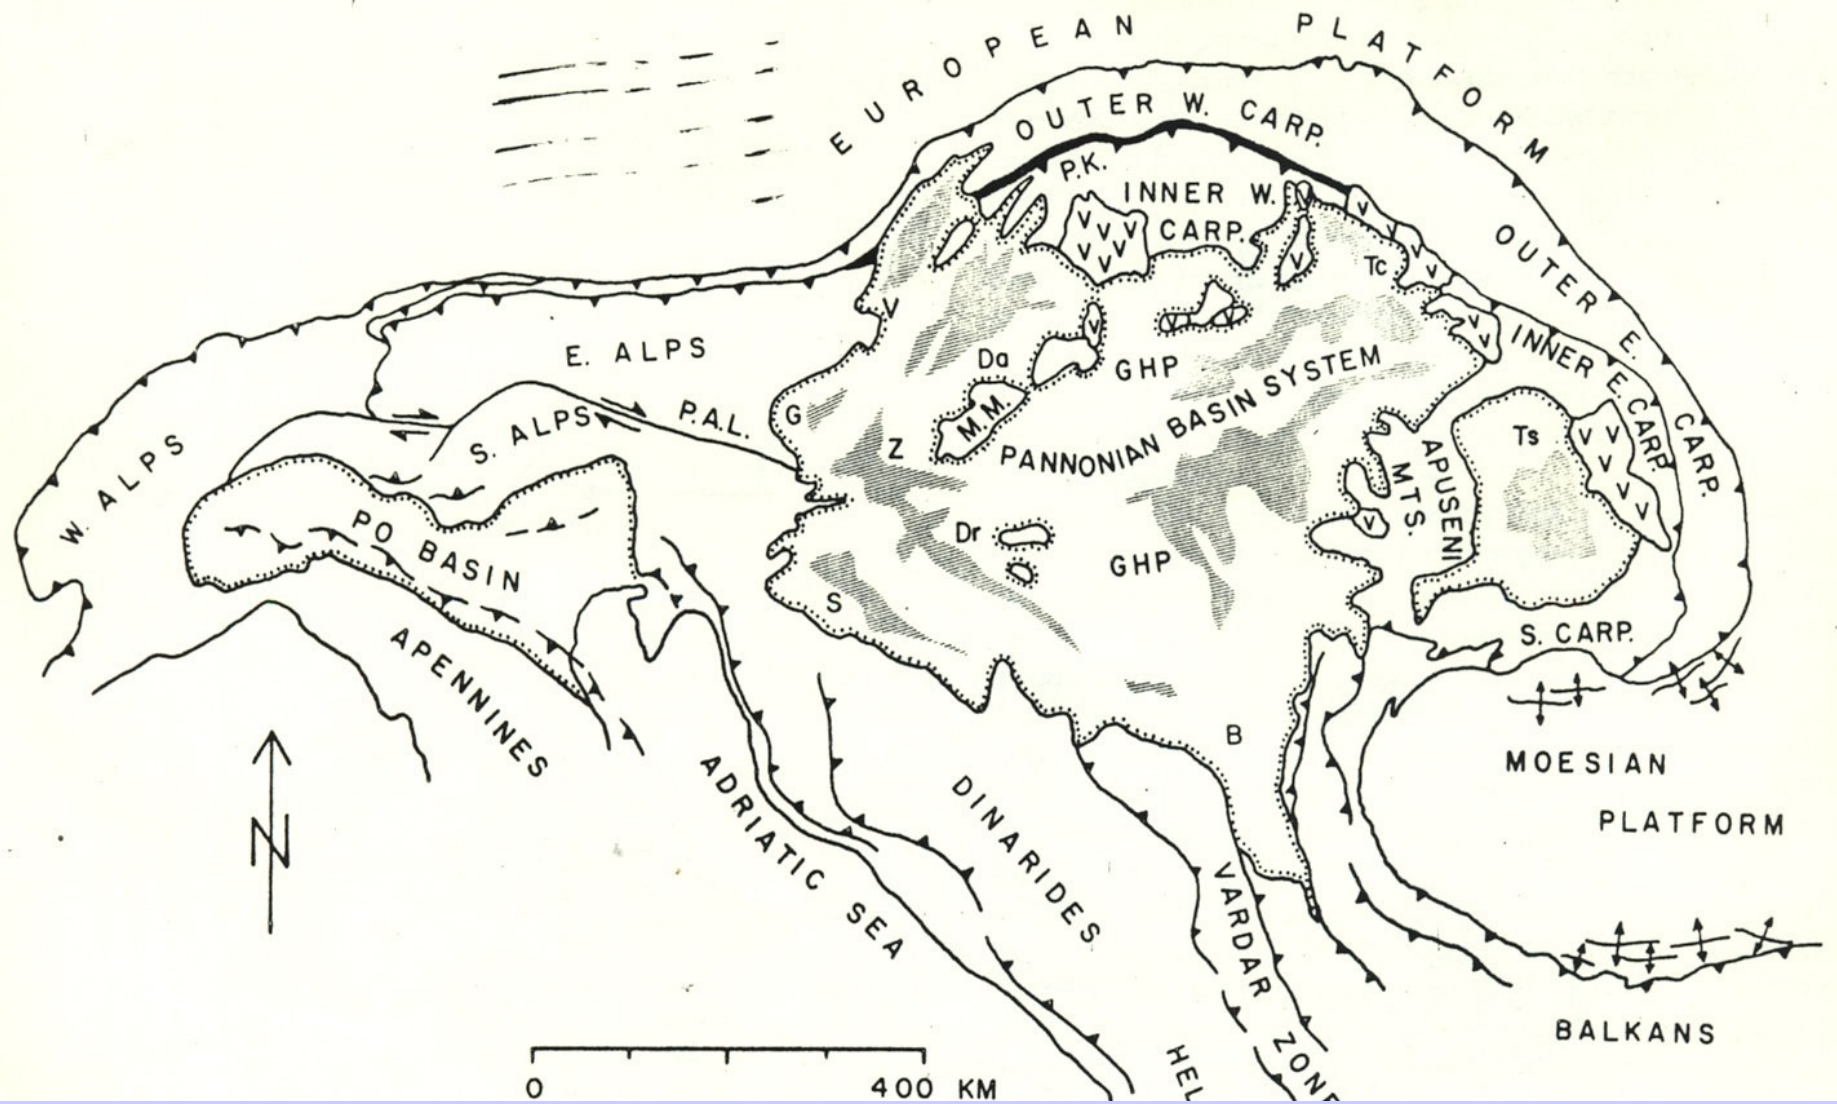 EUROPEAN PLATFORM
OUTER W. CARP.
P.K.
INNER W.
CARP.
V
V V V
V V
V
V
V
V
V
V V
Tc
OUTER E.
CARP.
V
V
V
V V
V
V
INNER E. CARP.
E. ALPS
Da
GHP
M.M.
PANNONIAN BASIN SYSTEM
G
P.A.L.
S. ALPS
Z
W. ALPS
APUSENI
MTS.
Ts
V V
V
V V
V
PO BASIN
Dr
GHP
S
S. CARP.
APENNINES
B
MOESIAN
PLATFORM
ADRIATIC SEA
DINARIDES
VARDAR ZONE
N
BALKANS
HEL
0 400 KM